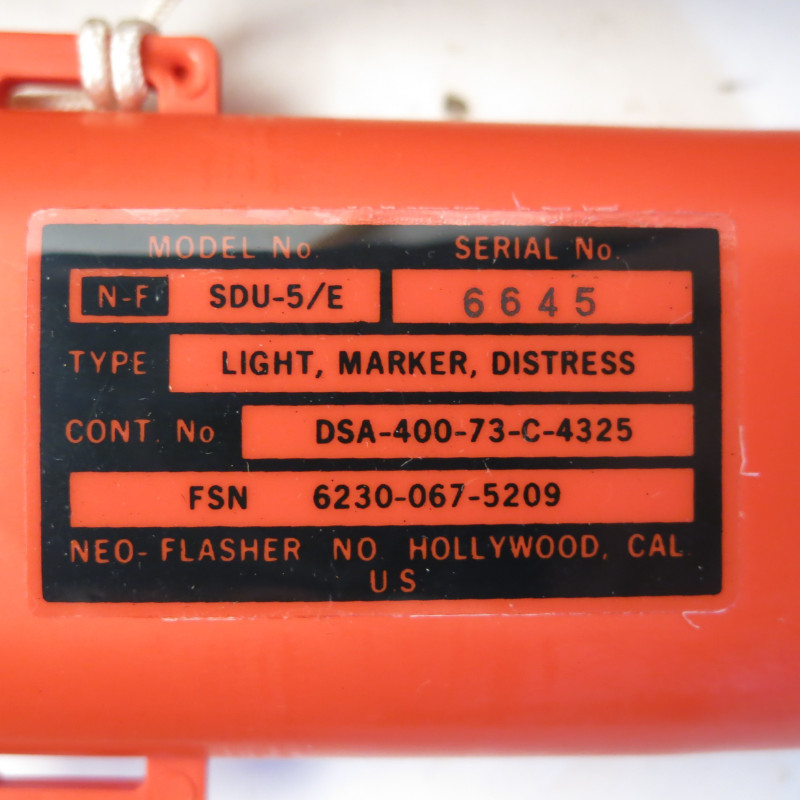 MODEL No SERIAL No
N-F SDU-5/E 6645
TYPE LIGHT, MARKER, DISTRESS
CONT. No DSA-400-73-C-4325
FSN 6230-067-5209
NEO-FLASHER NO. HOLLYWOOD, CAL
U S